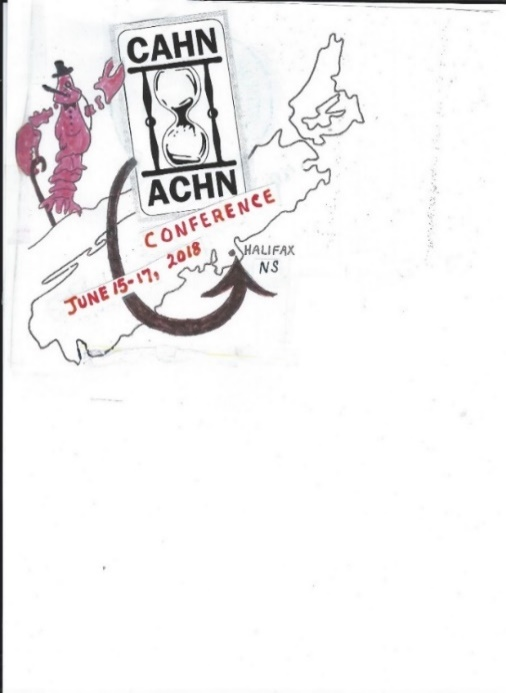 CAHN
ACHN
CONFERENCE
JUNE 15-17, 2018
HALIFAX
NS